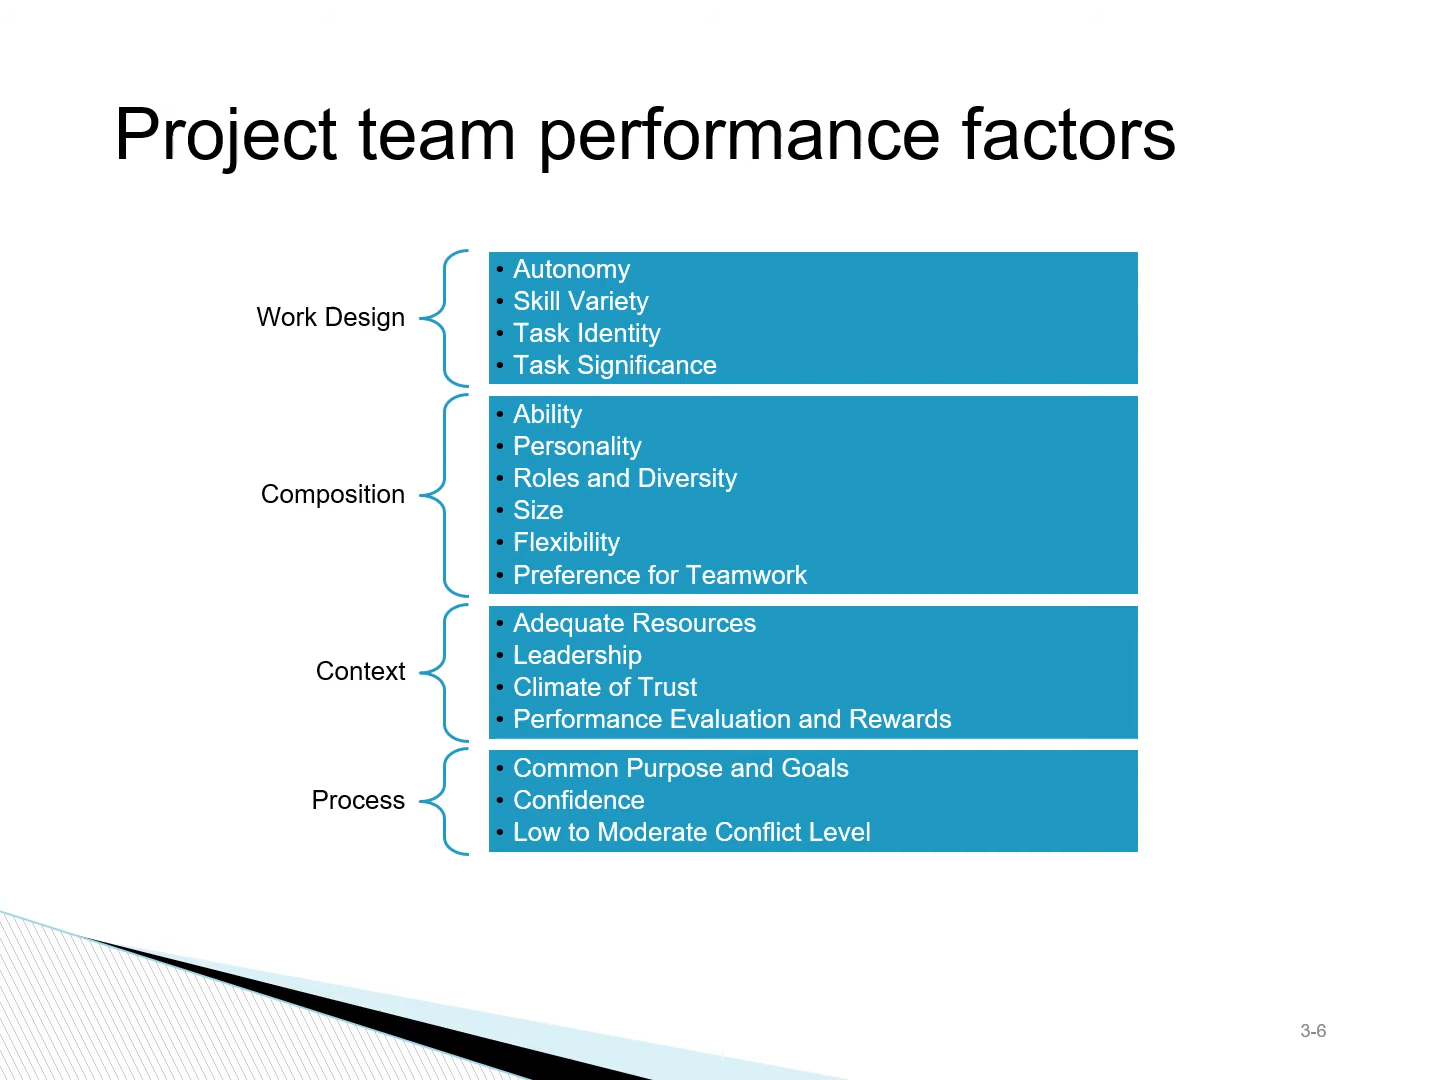 Project team performance factors
Work Design
• Autonomy
• Skill Variety
• Task Identity
• Task Significance
Composition
• Ability
• Personality
• Roles and Diversity
• Size
• Flexibility
• Preference for Teamwork
Context
• Adequate Resources
• Leadership
• Climate of Trust
• Performance Evaluation and Rewards
Process
• Common Purpose and Goals
• Confidence
• Low to Moderate Conflict Level
3-6